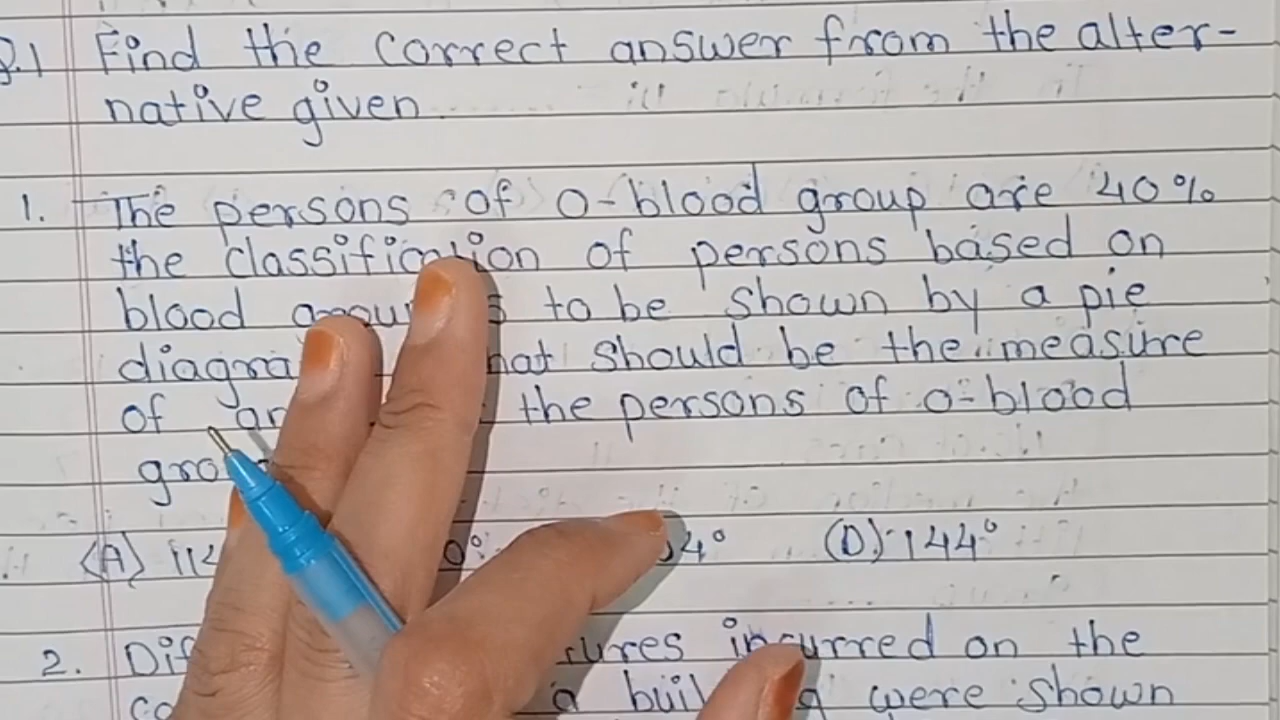 Q.1 Find the correct answer from the alter-
native given.
1. The persons of O-blood group are 40%
the classification of persons based on
blood to be shown by a pie
should be the measure
of the persons of O-blood
(A) (D) 144°
2. incurred on the
a were shown